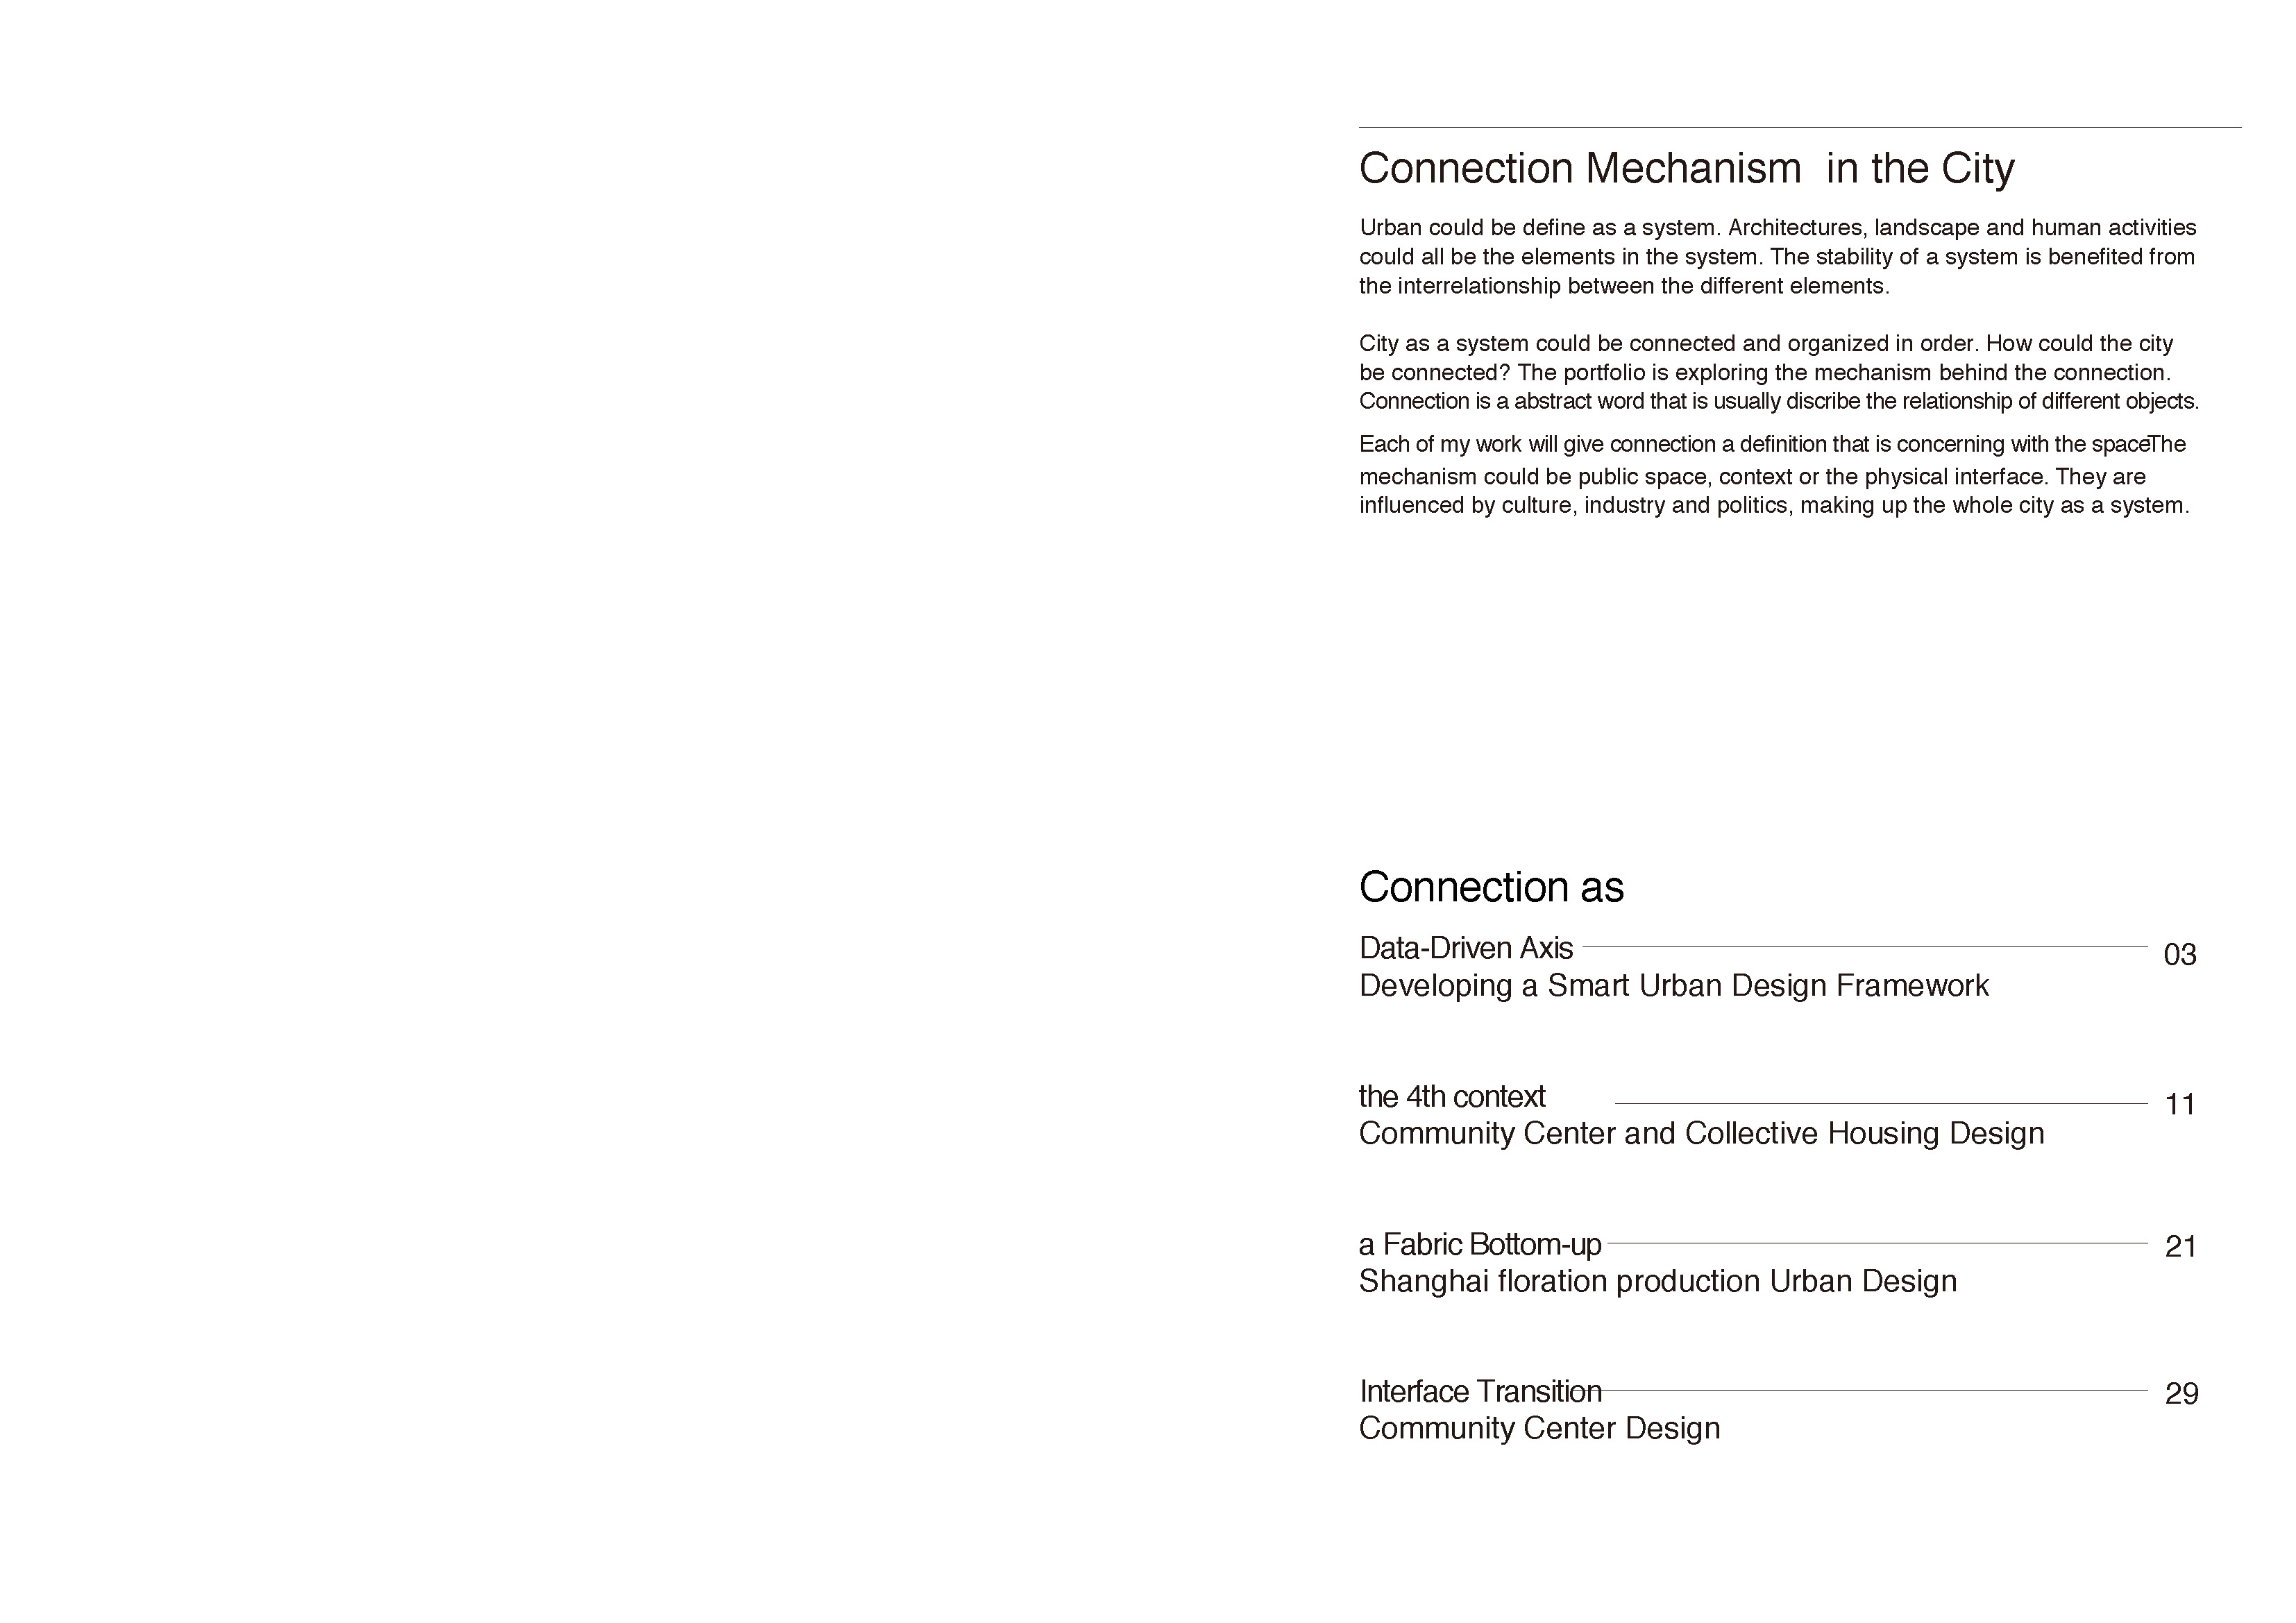 Connection Mechanism  in the City
Urban could be define as a system. Architectures, landscape and human activities
could all be the elements in the system. The stability of a system is benefited from
the interrelationship between the different elements.
City as a system could be connected and organized in order. How could the city
be connected? The portfolio is exploring the mechanism behind the connection.
Connection is a abstract word that is usually discribe the relationship of different objects.
Each of my work will give connection a definition that is concerning with the spaceThe
mechanism could be public space, context or the physical interface. They are
influenced by culture, industry and politics, making up the whole city as a system.
Connection as
Data-Driven Axis 03
Developing a Smart Urban Design Framework
the 4th context 11
Community Center and Collective Housing Design
a Fabric Bottom-up 21
Shanghai floration production Urban Design
Interface Transition 29
Community Center Design